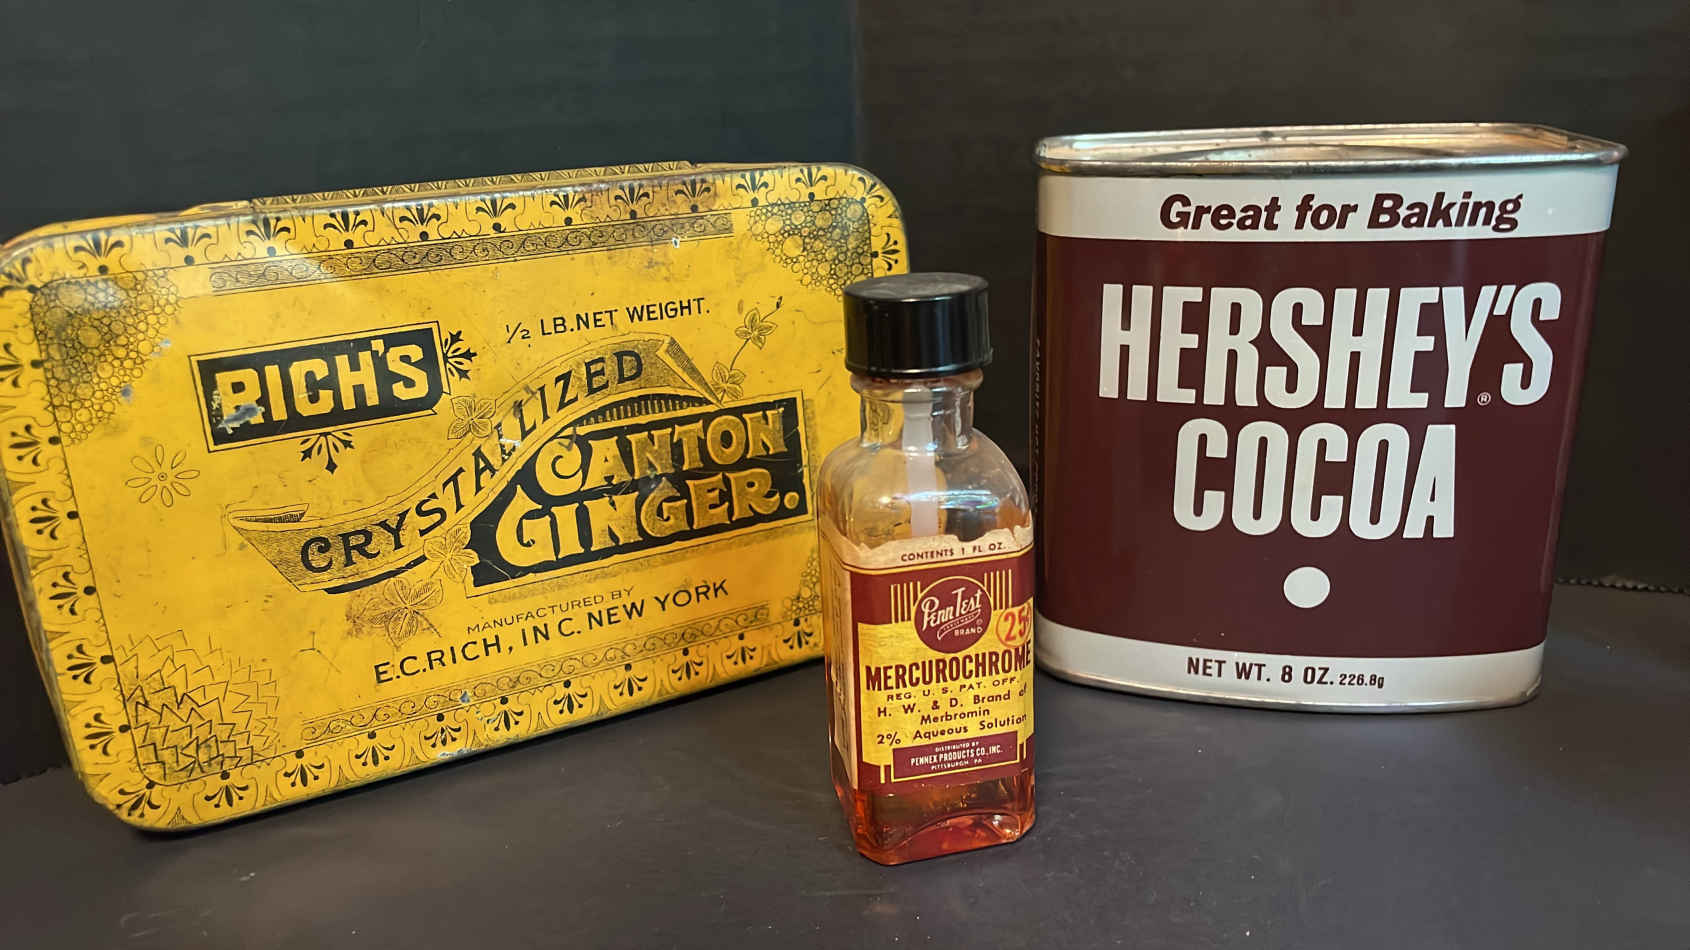 RICH'S
½ LB. NET WEIGHT.
CRYSTALLIZED
CANTON
GINGER.
MANUFACTURED BY
E.C.RICH, INC. NEW YORK
CONTENTS 1 FL. OZ.
PennTest
BRAND ®
25¢
MERCUROCHROME
REG. U. S. PAT. OFF.
H. W. & D. Brand of
Merbromin
2% Aqueous Solution
DISTRIBUTED BY
PENNEX PRODUCTS CO., INC.
PITTSBURGH PA
Great for Baking
HERSHEY'S®
COCOA
NET WT. 8 OZ. 226.8g